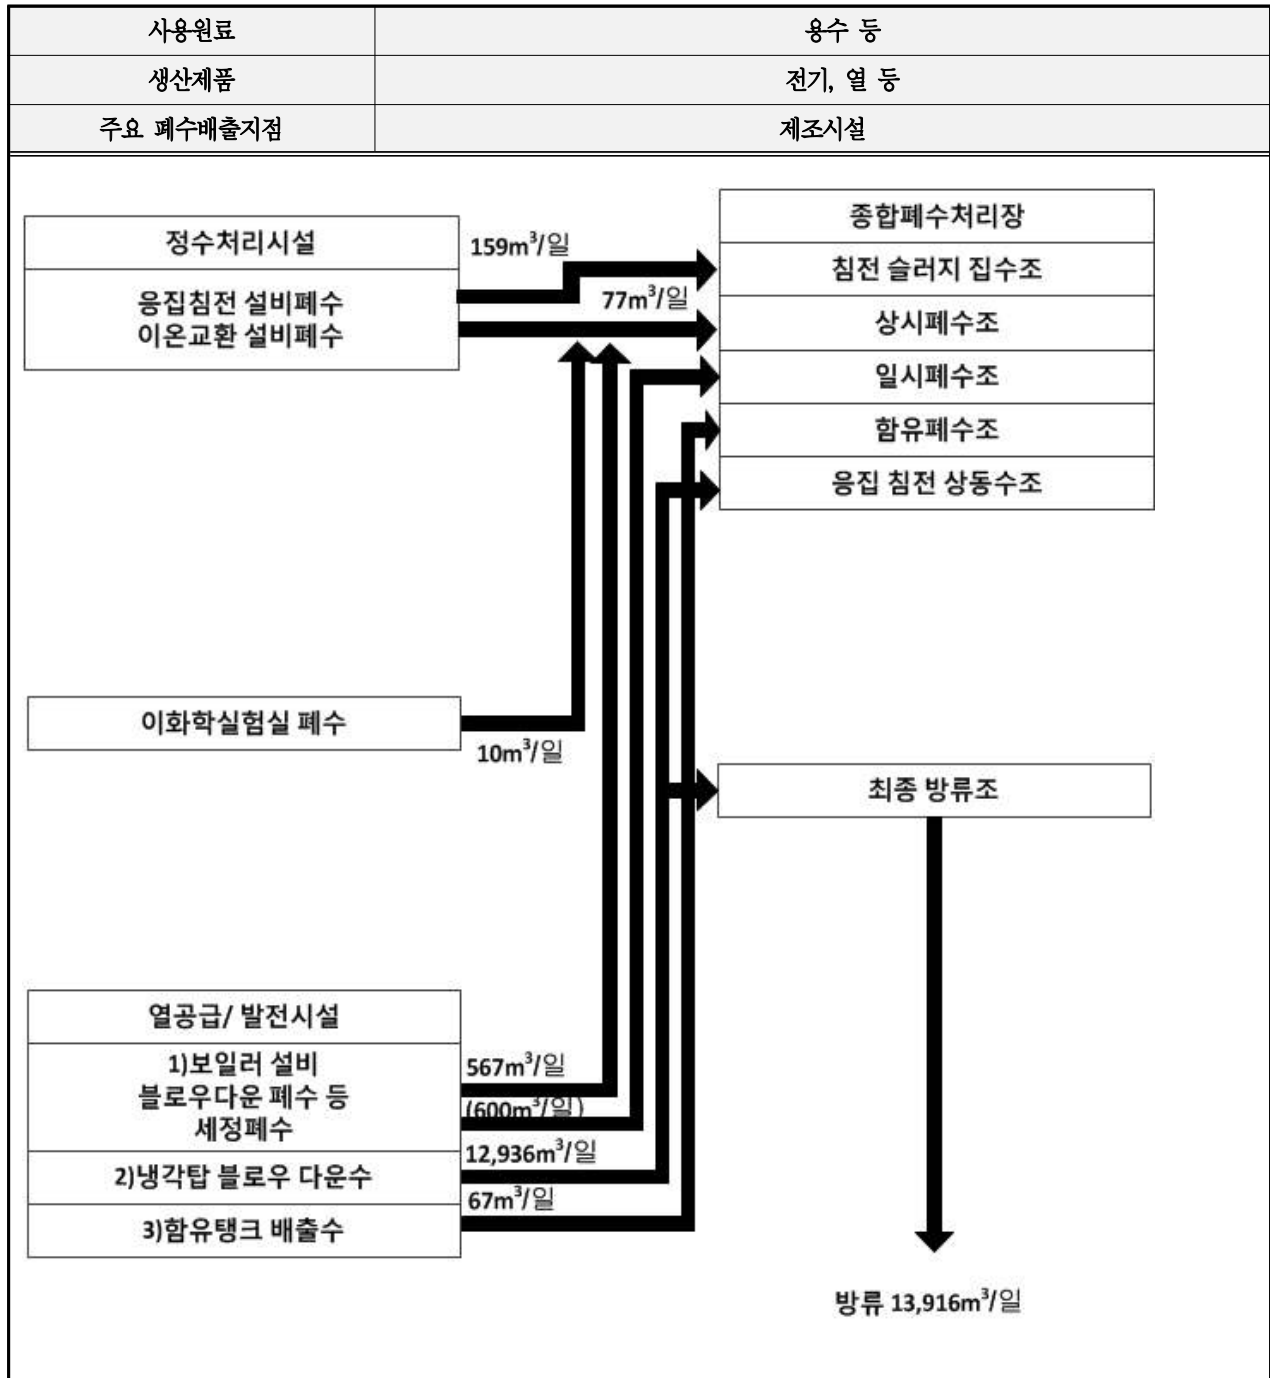 사용원료
용수 등
생산제품
전기, 열 등
주요 폐수배출지점
제조시설
정수처리시설
응집침전 설비폐수
이온교환 설비폐수
159m³/일
77m³/일
종합폐수처리장
침전 슬러지 집수조
상시폐수조
일시폐수조
함유폐수조
응집 침전 상동수조
이화학실험실 폐수
10m³/일
최종 방류조
열공급/ 발전시설
1)보일러 설비
블로우다운 폐수 등
세정폐수
2)냉각탑 블로우 다운수
3)함유탱크 배출수
567m³/일
(600m³/일)
12,936m³/일
67m³/일
방류 13,916m³/일